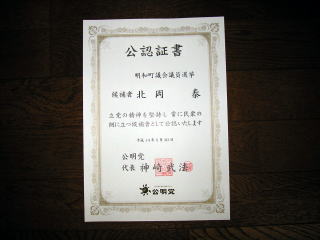 公認証書
明和町議会議員選挙
候補者 北岡 泰
立党の精神を堅持し 常に民衆の
側に立つ候補者として公認いたします
公明党
代表 神崎武法
公明党